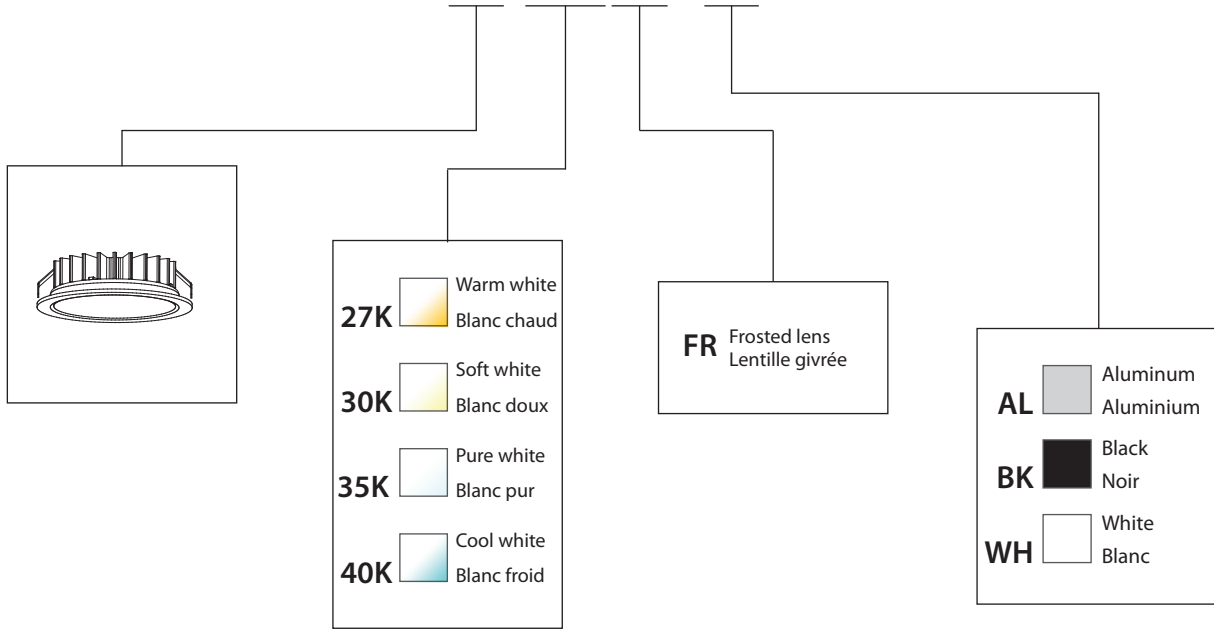 27K
Warm white
Blanc chaud
30K
Soft white
Blanc doux
35K
Pure white
Blanc pur
40K
Cool white
Blanc froid
FR
Frosted lens
Lentille givrée
AL
Aluminum
Aluminium
BK
Black
Noir
WH
White
Blanc